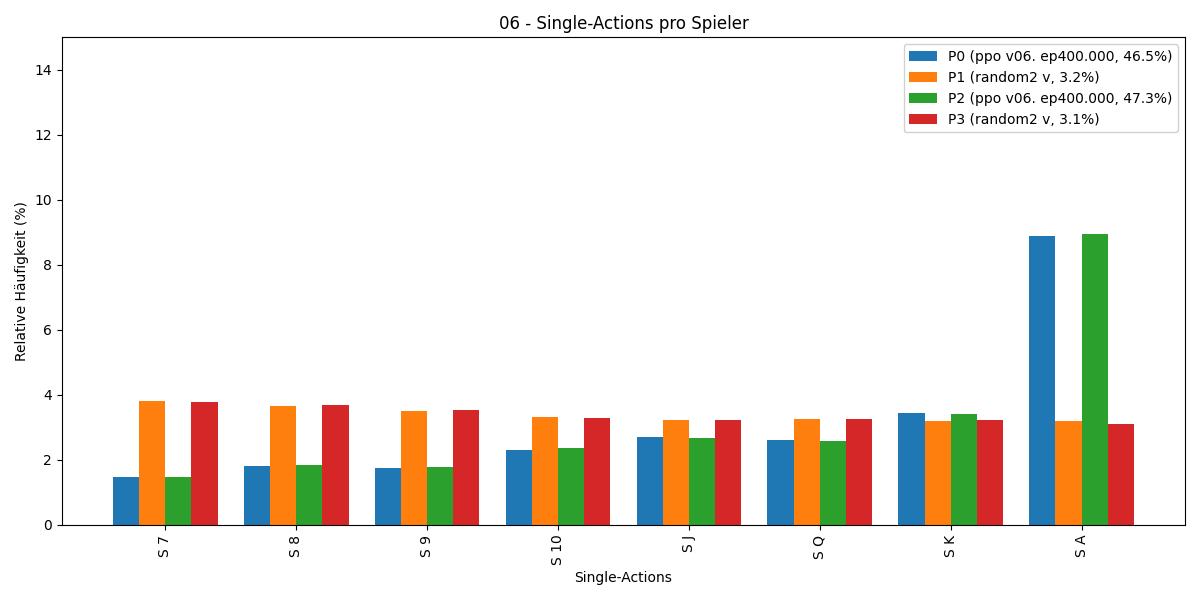 06 - Single-Actions pro Spieler
P0 (ppo v06. ep400.000, 46.5%)
P1 (random2 v, 3.2%)
P2 (ppo v06. ep400.000, 47.3%)
P3 (random2 v, 3.1%)
Relative Häufigkeit (%)
14
12
10
8
6
4
2
0
S 7
S 8
S 9
S 10
S J
S Q
S K
S A
Single-Actions